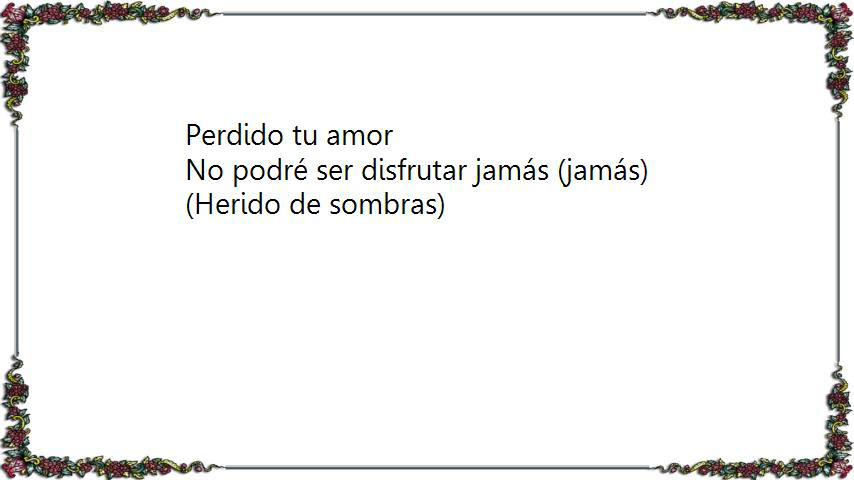 Perdido tu amor
No podré ser disfrutar jamás (jamás)
(Herido de sombras)